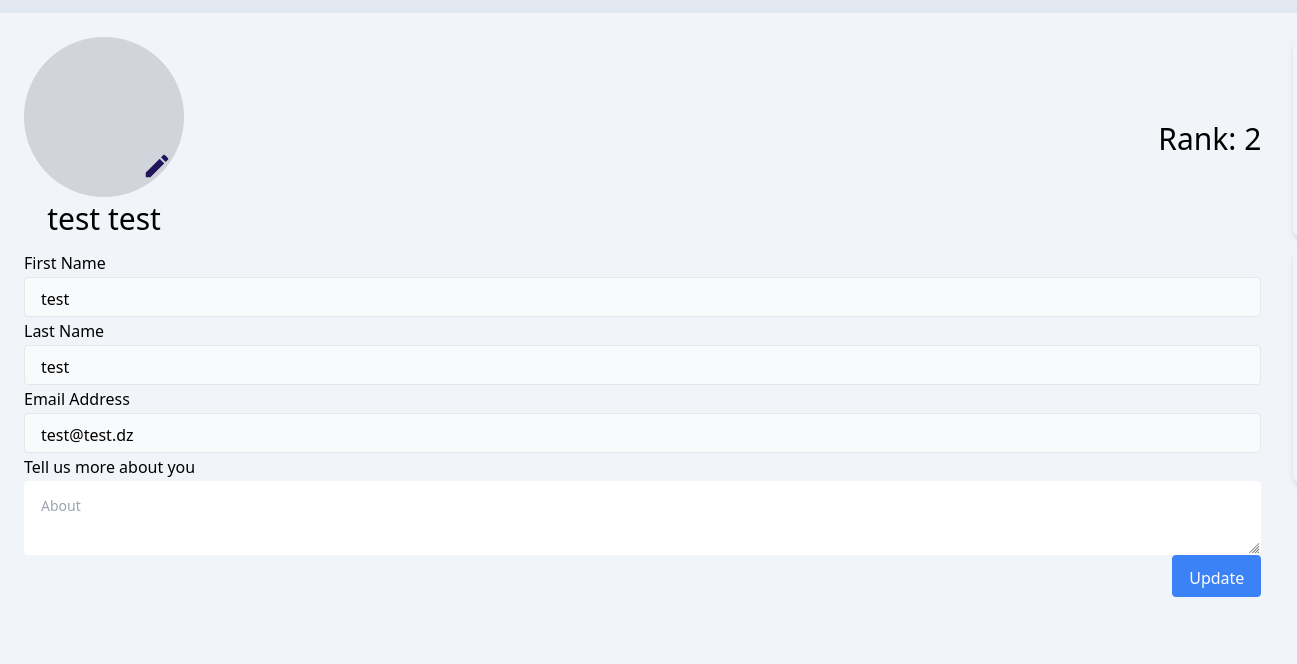 Rank: 2
test test
First Name
test
Last Name
test
Email Address
test@test.dz
Tell us more about you
About
Update